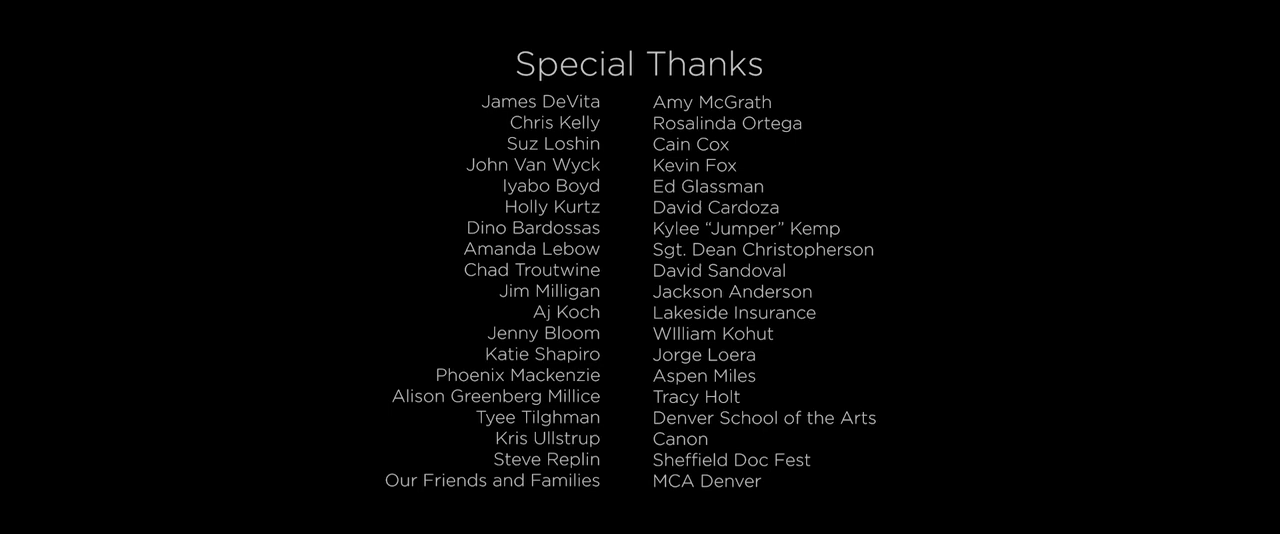 Special Thanks
James DeVita
Chris Kelly
Suz Loshin
John Van Wyck
Iyabo Boyd
Holly Kurtz
Dino Bardossas
Amanda Lebow
Chad Troutwine
Jim Milligan
Aj Koch
Jenny Bloom
Katie Shapiro
Phoenix Mackenzie
Alison Greenberg Millice
Tyee Tilghman
Kris Ullstrup
Steve Replin
Our Friends and Families
Amy McGrath
Rosalinda Ortega
Cain Cox
Kevin Fox
Ed Glassman
David Cardoza
Kylee “Jumper” Kemp
Sgt. Dean Christopherson
David Sandoval
Jackson Anderson
Lakeside Insurance
WIlliam Kohut
Jorge Loera
Aspen Miles
Tracy Holt
Denver School of the Arts
Canon
Sheffield Doc Fest
MCA Denver